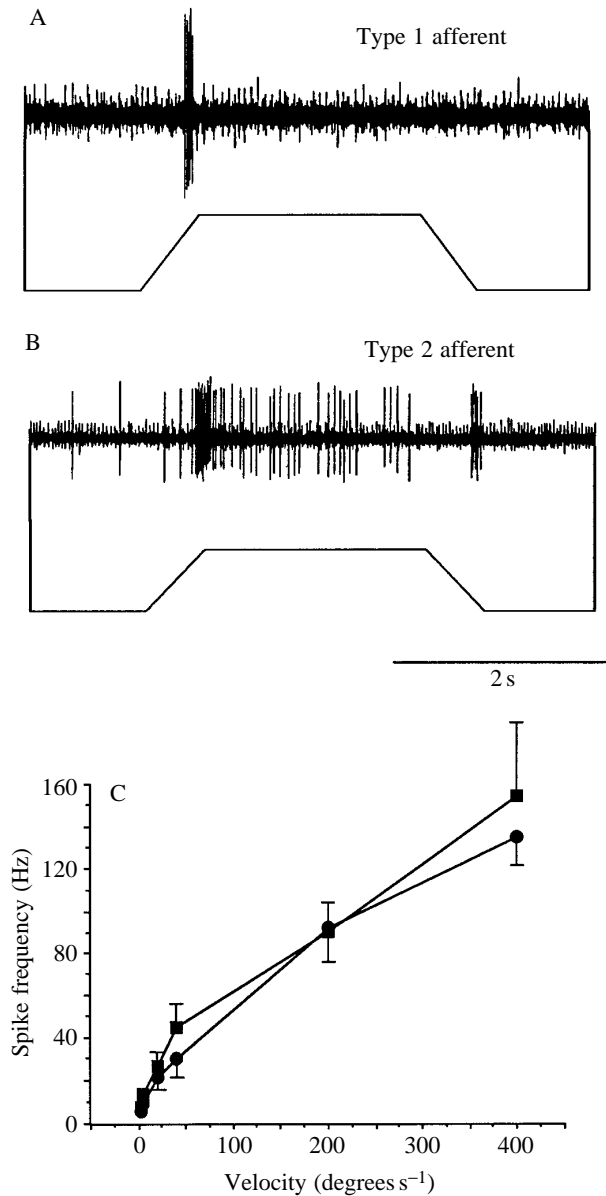 A
Type 1 afferent
B
Type 2 afferent
2 s
C
160
120
80
40
0
Spike frequency (Hz)
0 100 200 300 400
Velocity (degrees s⁻¹)